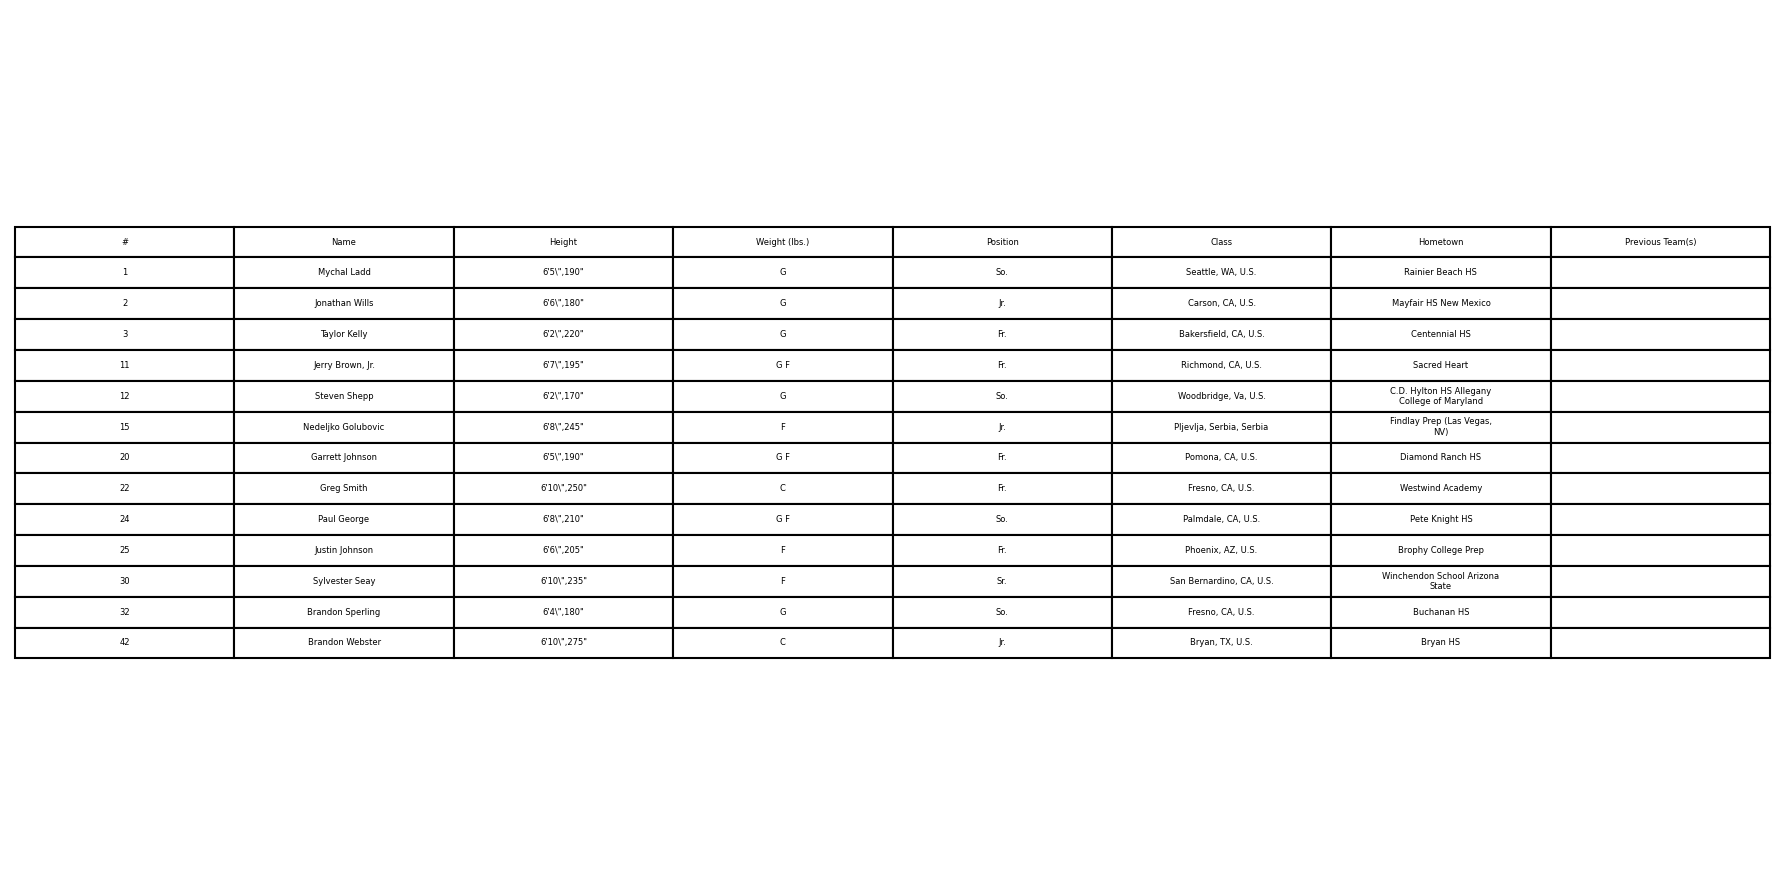 # Name Height Weight (lbs.) Position Class Hometown Previous Team(s)
1 Mychal Ladd 6'5\",190" G So. Seattle, WA, U.S. Rainier Beach HS
2 Jonathan Wills 6'6\",180" G Jr. Carson, CA, U.S. Mayfair HS New Mexico
3 Taylor Kelly 6'2\",220" G Fr. Bakersfield, CA, U.S. Centennial HS
11 Jerry Brown, Jr. 6'7\",195" G F Fr. Richmond, CA, U.S. Sacred Heart
12 Steven Shepp 6'2\",170" G So. Woodbridge, Va, U.S. C.D. Hylton HS Allegany
College of Maryland
15 Nedeljko Golubovic 6'8\",245" F Jr. Pljevlja, Serbia, Serbia Findlay Prep (Las Vegas,
NV)
20 Garrett Johnson 6'5\",190" G F Fr. Pomona, CA, U.S. Diamond Ranch HS
22 Greg Smith 6'10\",250" C Fr. Fresno, CA, U.S. Westwind Academy
24 Paul George 6'8\",210" G F So. Palmdale, CA, U.S. Pete Knight HS
25 Justin Johnson 6'6\",205" F Fr. Phoenix, AZ, U.S. Brophy College Prep
30 Sylvester Seay 6'10\",235" F Sr. San Bernardino, CA, U.S. Winchendon School Arizona
State
32 Brandon Sperling 6'4\",180" G So. Fresno, CA, U.S. Buchanan HS
42 Brandon Webster 6'10\",275" C Jr. Bryan, TX, U.S. Bryan HS